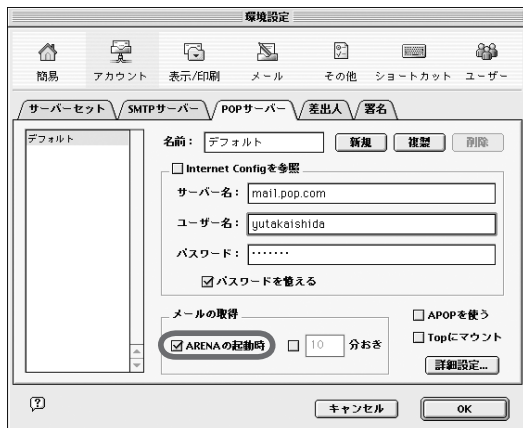 環境設定
簡易 アカウント 表示/印刷 メール その他 ショートカット ユーザー
サーバーセット SMTPサーバー POPサーバー 差出人 署名
デフォルト
名前： デフォルト 新規 複製 削除
Internet Configを参照
サーバー名： mail.pop.com
ユーザー名： yutakaishida
パスワード： ・・・・・・・
パスワードを憶える
メールの取得
ARENAの起動時 10 分おき
APOPを使う
Topにマウント
詳細設定...
?
キャンセル OK